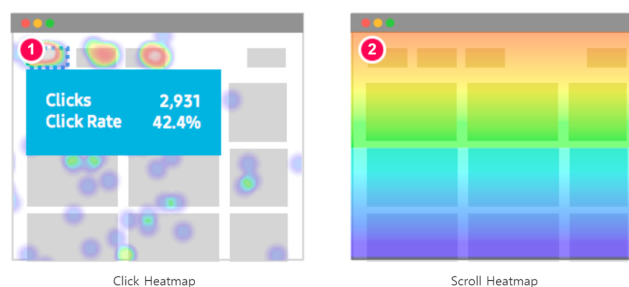 1
2
Clicks 2,931
Click Rate 42.4%
Click Heatmap
Scroll Heatmap